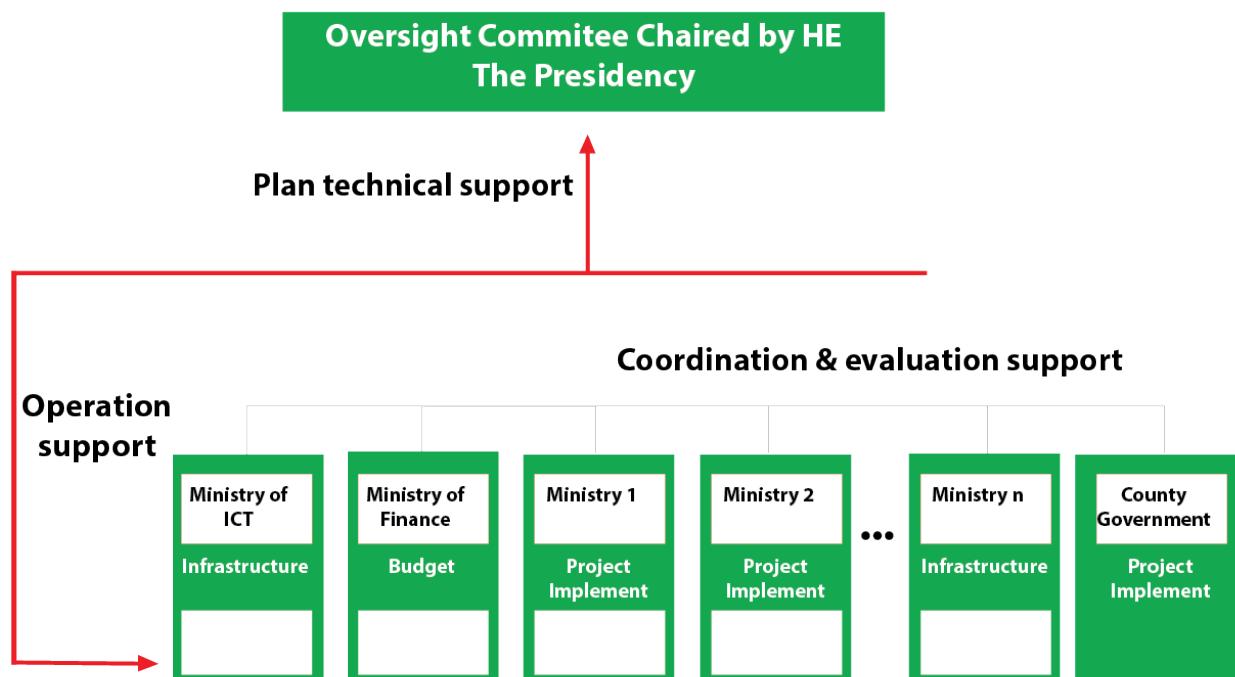 Oversight Commitee Chaired by HE
The Presidency
Plan technical support
Coordination & evaluation support
Operation
support
Ministry of
ICT
Infrastructure
Ministry of
Finance
Budget
Ministry 1
Project
Implement
Ministry 2
Project
Implement
...
Ministry n
Infrastructure
County
Government
Project
Implement